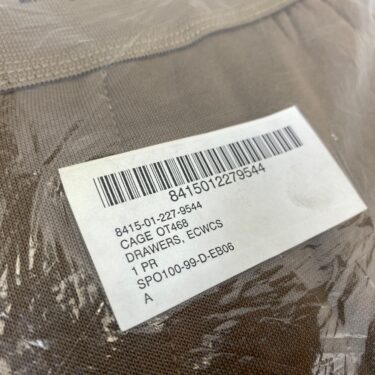 8415012279544
8415-01-227-9544
CAGE OT468
DRAWERS, ECWCS
1 PR
SPO100-99-D-EB06
A